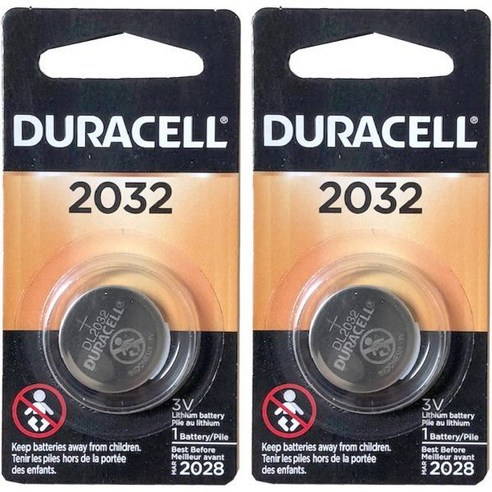 DURACELL®
2032
+
DL2032
DURACELL®
3V
Lithium battery
Pile au lithium
1 Battery/Pile
Keep batteries away from children.
Tenir les piles hors de la portée
des enfants.
Best Before
Meilleur avant
MAR 2028
DURACELL®
2032
+
DL2032
DURACELL®
3V
Lithium battery
Pile au lithium
1 Battery/Pile
Keep batteries away from children.
Tenir les piles hors de la portée
des enfants.
Best Before
Meilleur avant
MAR 2028